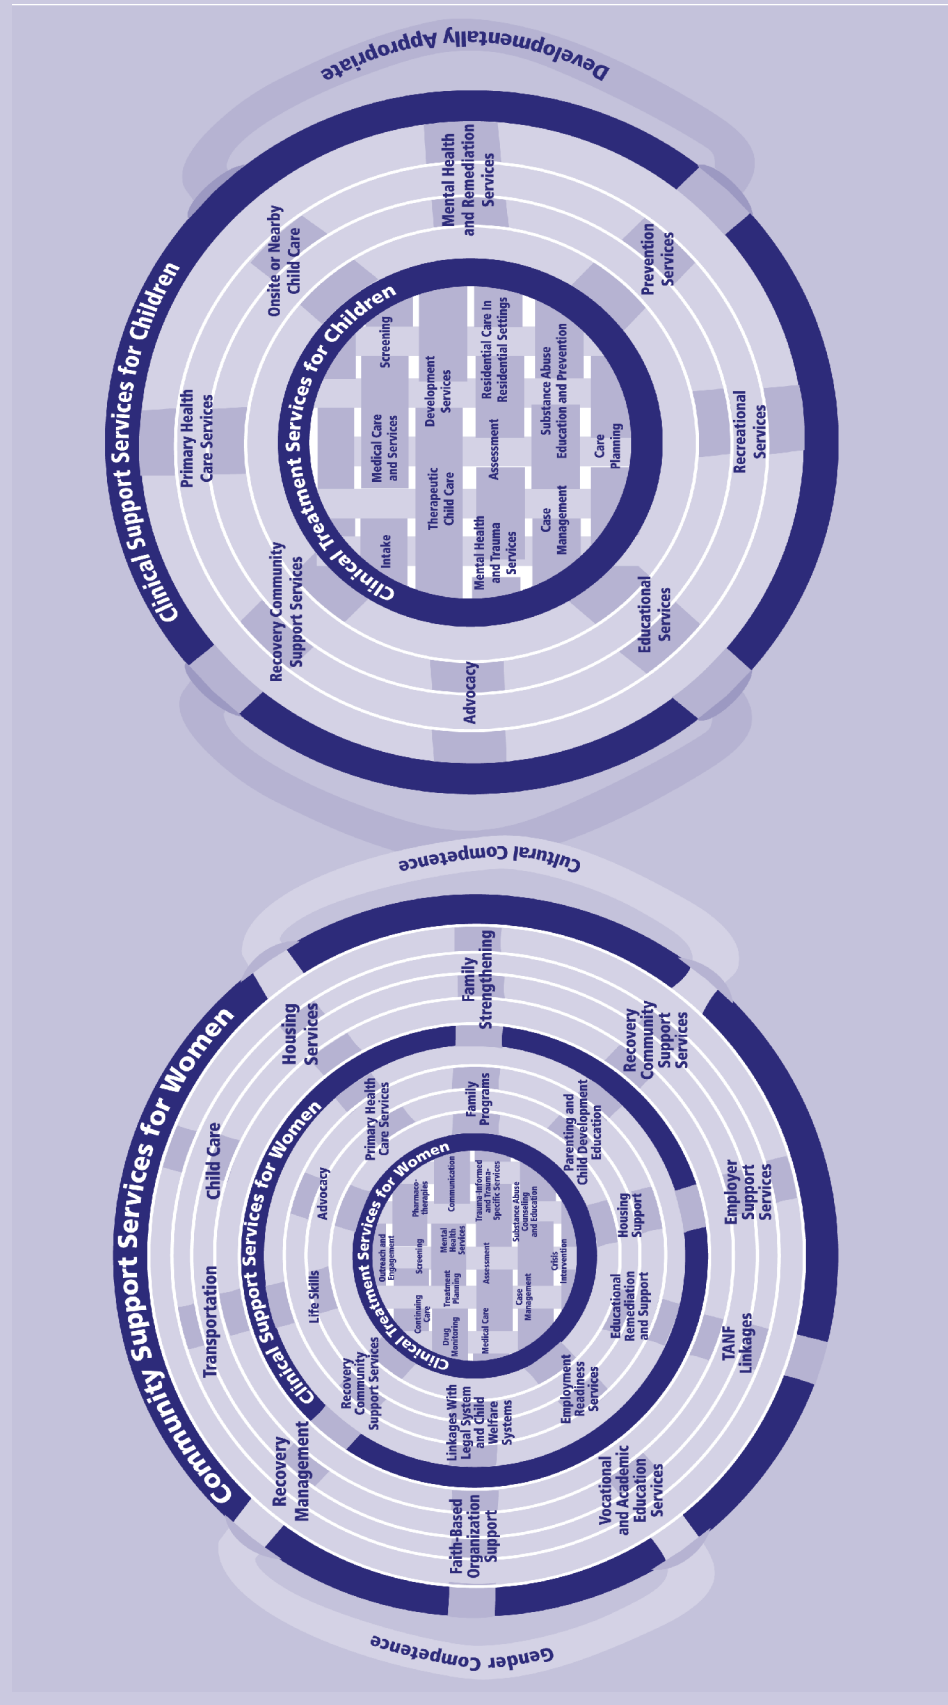 Developmentally Appropriate
Clinical Support Services for Children
Mental Health
and Remediation
Services
Onsite or Nearby
Child Care
Prevention
Services
Primary Health
Care Services
Recreational
Services
Recovery Community
Support Services
Educational
Services
Advocacy
Clinical Treatment Services for Children
Screening
Development
Services
Residential Care In
Residential Settings
Substance Abuse
Education and Prevention
Medical Care
and Services
Assessment
Care
Planning
Therapeutic
Child Care
Intake
Mental Health
and Trauma
Services
Case
Management
Cultural Competence
Community Support Services for Women
Family
Strengthening
Housing
Services
Recovery
Community
Support
Services
Child Care
Employer
Support
Services
Transportation
TANF
Linkages
Recovery
Management
Vocational
and Academic
Education
Services
Faith-Based
Organization
Support
Clinical Support Services for Women
Family
Programs
Primary Health
Care Services
Parenting and
Child Development
Education
Advocacy
Housing
Support
Life Skills
Educational
Remediation
and Support
Recovery
Community
Support Services
Employment
Readiness
Services
Linkages With
Legal System
and Child
Welfare
Systems
Clinical Treatment Services for Women
Pharmaco-
therapies
Communication
Trauma-Informed
and Trauma-
Specific Services
Substance Abuse
Counseling
and Education
Outreach and
Engagement
Screening
Mental
Health
Services
Assessment
Crisis
Intervention
Continuing
Care
Treatment
Planning
Case
Management
Drug
Monitoring
Medical Care
Gender Competence